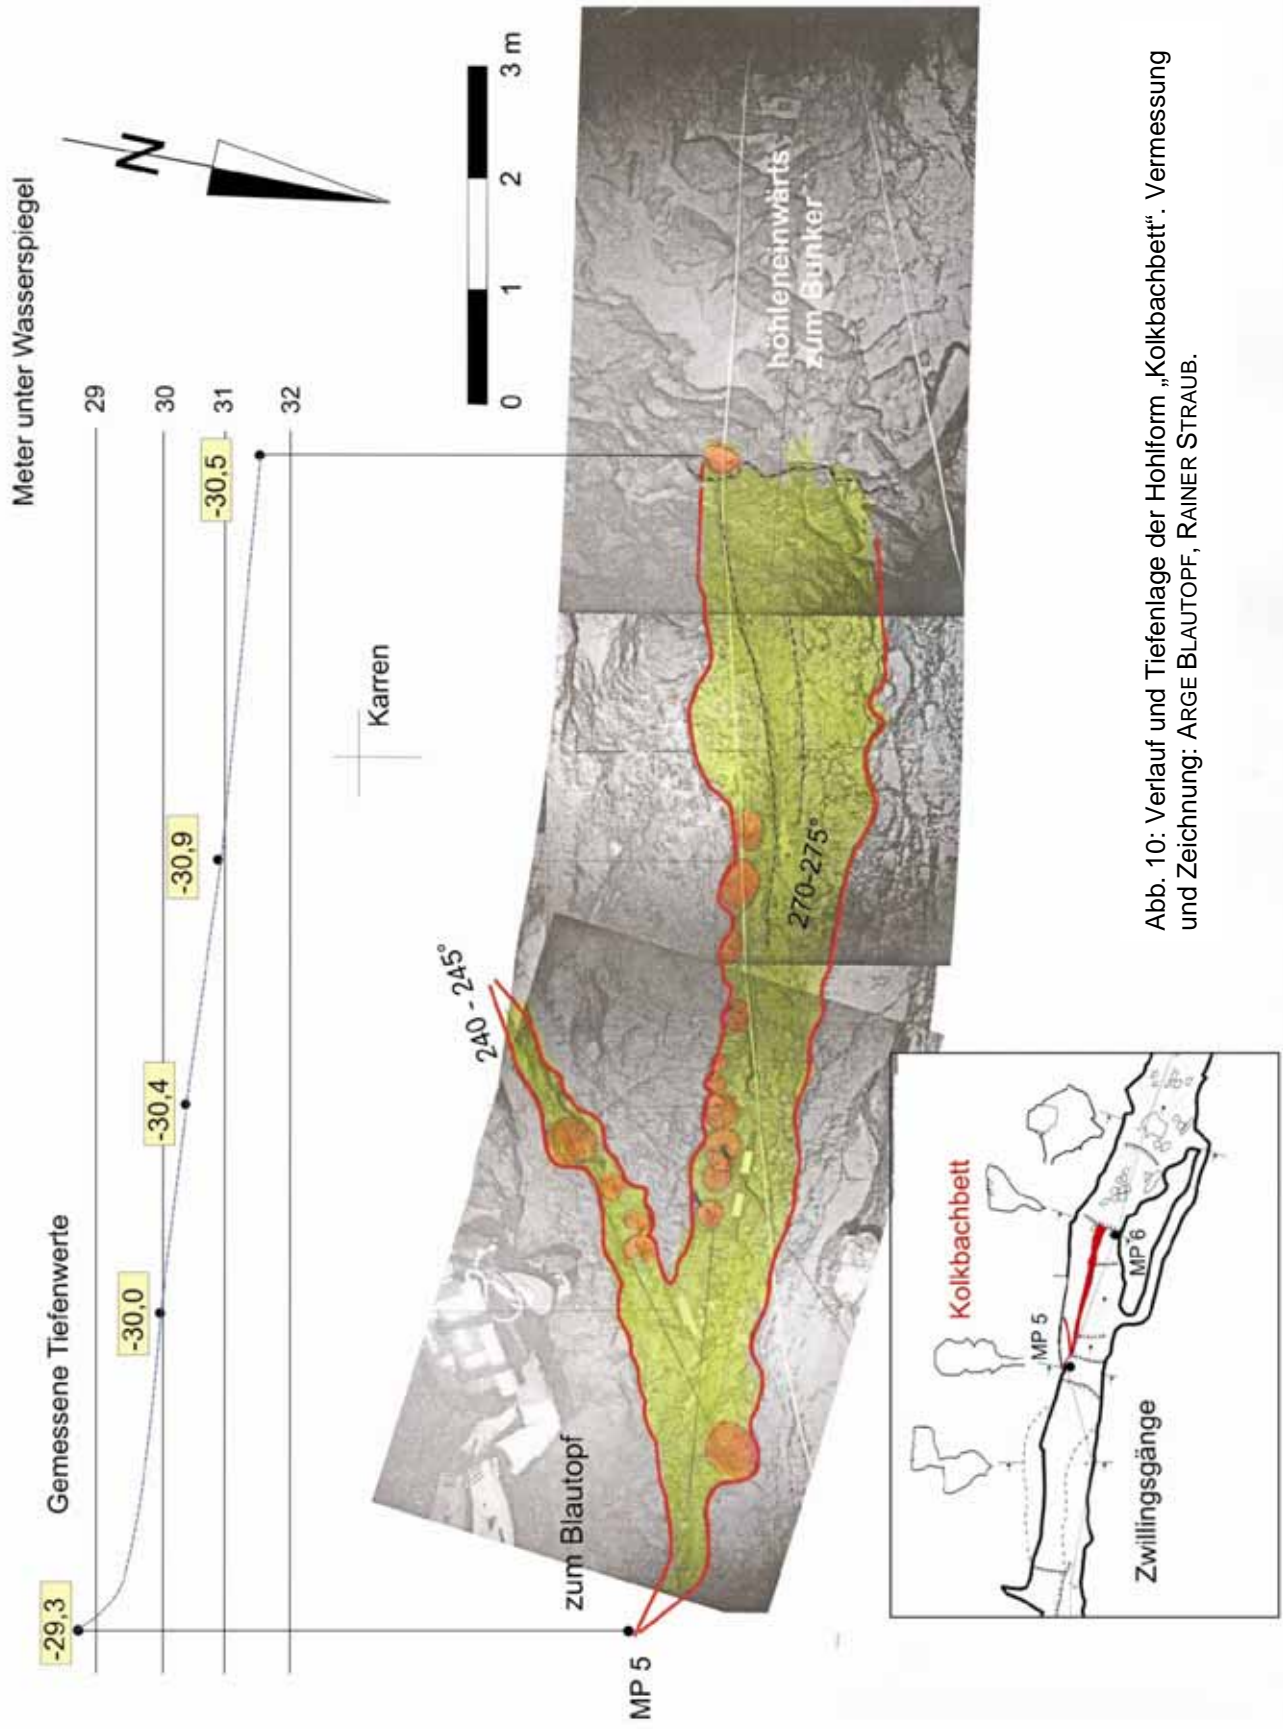 Gemessene Tiefenwerte
Meter unter Wasserspiegel
-29,3
-30,0
-30,4
-30,9
-30,5
29
30
31
32
N
Karren
0 1 2 3 m
240 - 245°
270-275°
höhleneinwärts
zum Bunker
zum Blautopf
MP 5
Kolkbachbett
MP 5
MP 6
Zwillingsgänge
Abb. 10: Verlauf und Tiefenlage der Hohlform „Kolkbachbett“. Vermessung
und Zeichnung: ARGE BLAUTOPF, RAINER STRAUB.